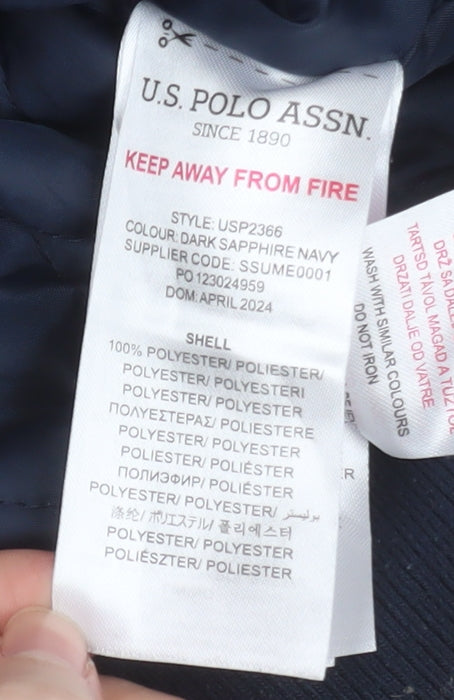 U.S. POLO ASSN.
SINCE 1890
KEEP AWAY FROM FIRE
STYLE: USP2366
COLOUR: DARK SAPPHIRE NAVY
SUPPLIER CODE: SSUME0001
PO 123024959
DOM: APRIL 2024
SHELL
100% POLYESTER/ POLIESTER/
POLYESTER/ POLYESTERI
POLYESTER/ POLYESTER
ΠΟΛΥΕΣΤΕΡΑΣ/ POLIESTERE
POLYESTER/ POLYESTER
POLIESTER/ POLIÉSTER
ПОЛИЭФИР/ POLIÉSTER
POLYESTER/ POLYESTER/ بوليستر
涤纶/ ポリエステル/ 폴리에스터
POLYESTER/ POLYESTER
POLIÉSZTER/ POLIESTER
WASH WITH SIMILAR COLOURS
DO NOT IRON
TARTSD TÁVOL MAGAD A TŰZTŐL
DRŽATI DALJE OD VATRE